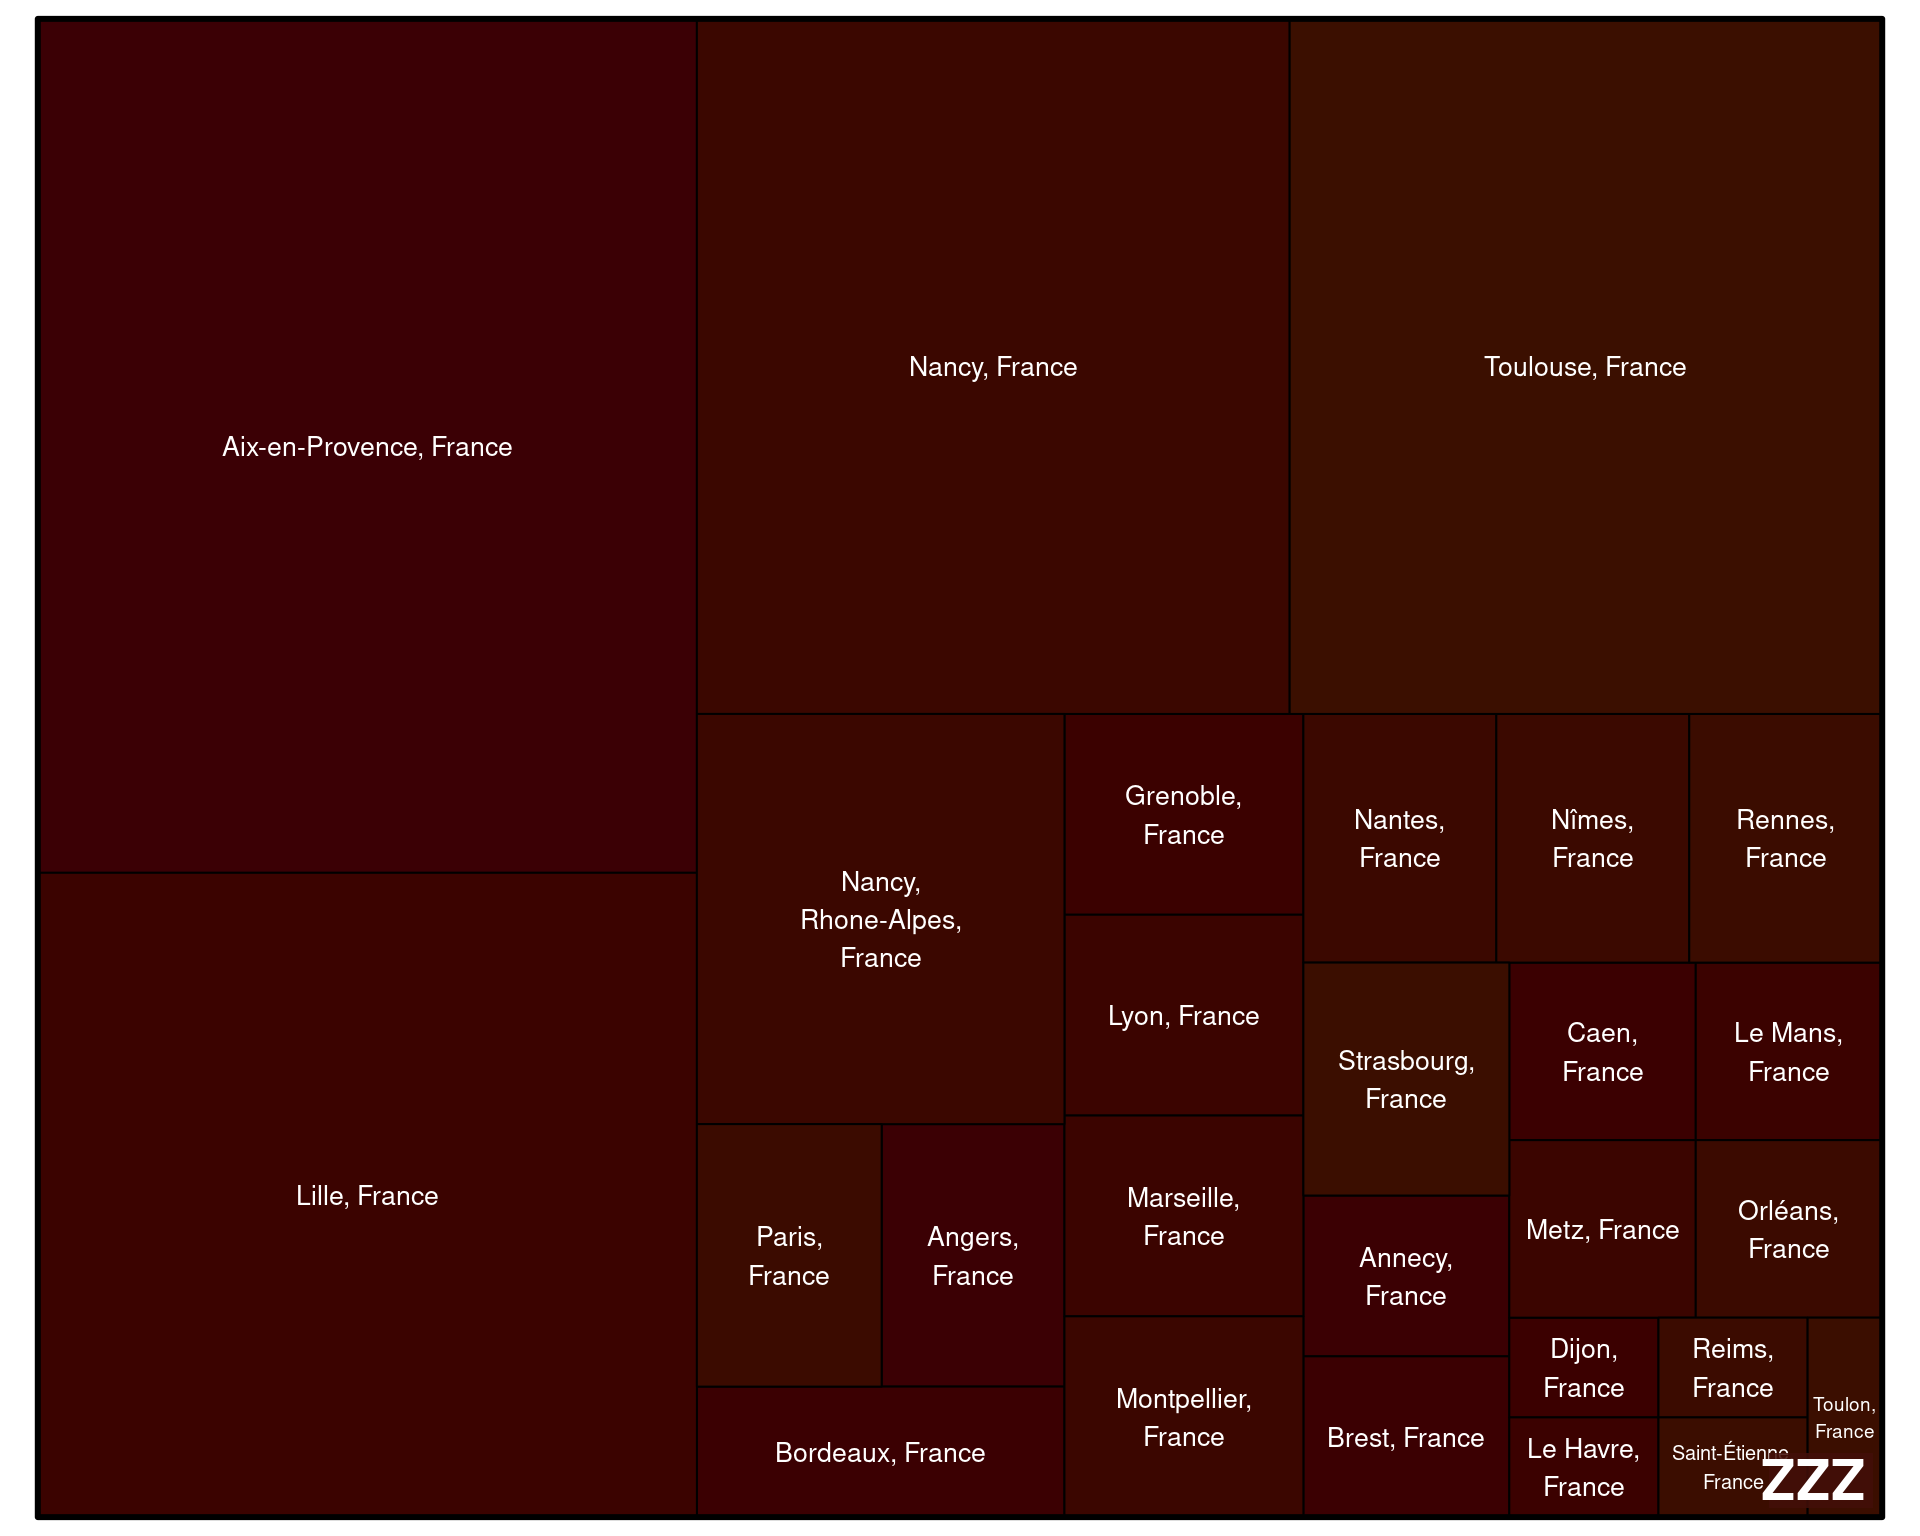 Aix-en-Provence, France
Nancy, France
Toulouse, France
Lille, France
Nancy,
Rhone-Alpes,
France
Grenoble,
France
Nantes,
France
Nîmes,
France
Rennes,
France
Lyon, France
Strasbourg,
France
Caen,
France
Le Mans,
France
Paris,
France
Angers,
France
Marseille,
France
Annecy,
France
Metz, France
Orléans,
France
Bordeaux, France
Montpellier,
France
Brest, France
Dijon,
France
Reims,
France
Toulon,
France
Le Havre,
France
Saint-Étienne
France
ZZZ